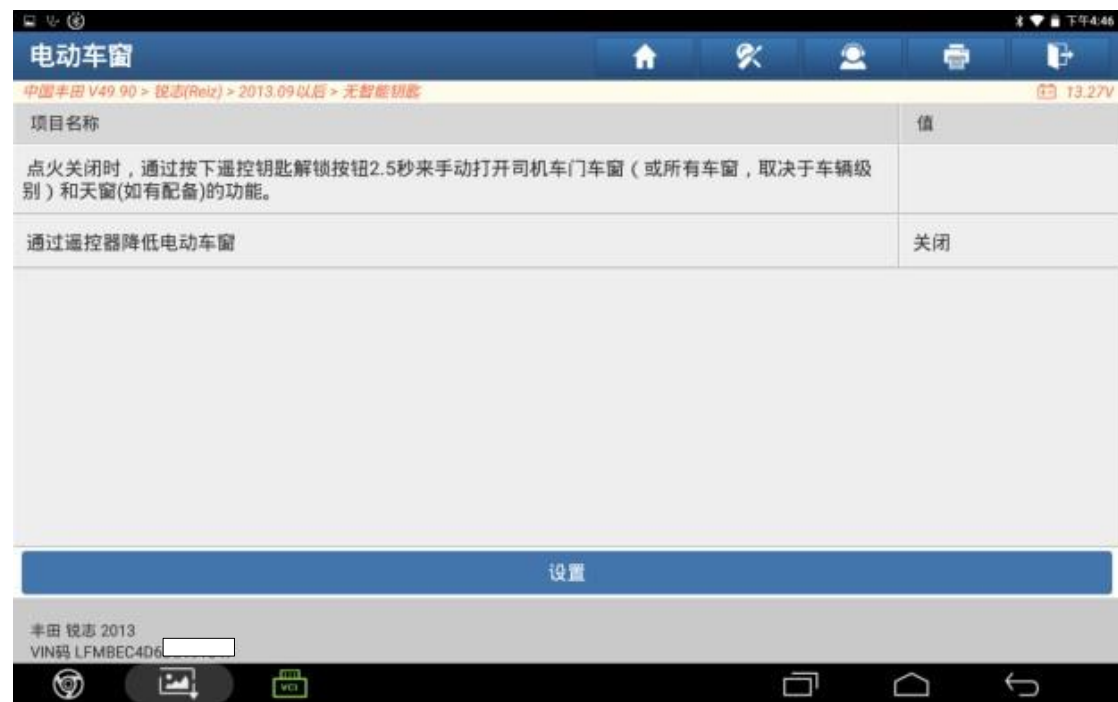 下午4:46
电动车窗
中国丰田 V49.90 > 锐志(Reiz) > 2013.09以后 > 无智能钥匙
13.27V
项目名称
值
点火关闭时，通过按下遥控钥匙解锁按钮2.5秒来手动打开司机车门车窗（或所有车窗，取决于车辆级
别）和天窗(如有配备)的功能。
通过遥控器降低电动车窗
关闭
设置
丰田 锐志 2013
VIN码 LFMBEC4D6
VCI